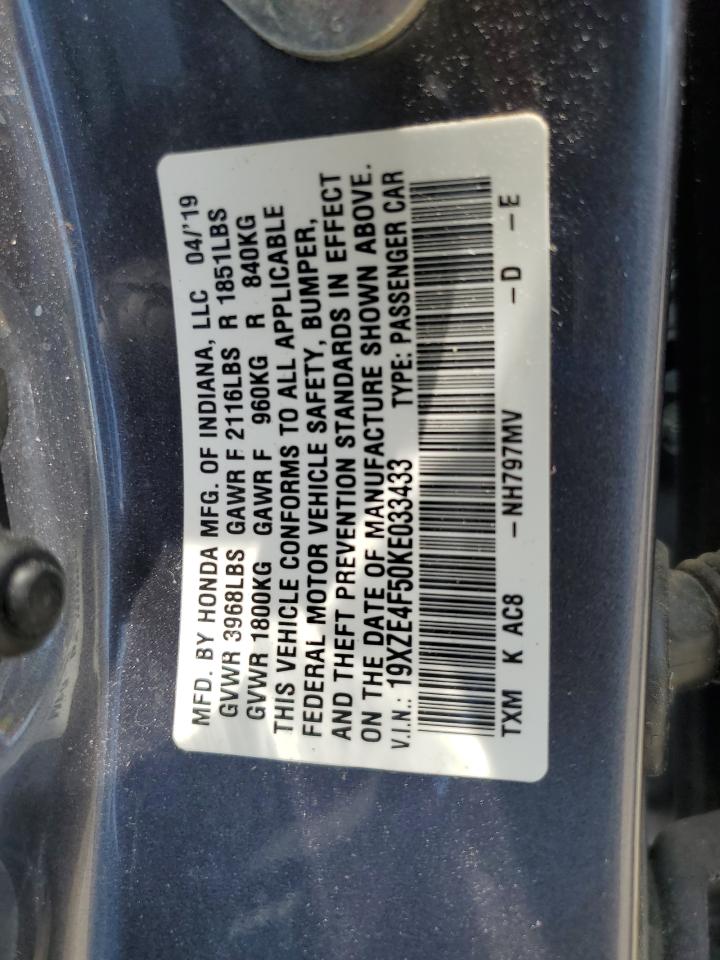 MFD. BY HONDA MFG. OF INDIANA, LLC 04/'19
GVWR 3968LBS GAWR F 2116LBS R 1851LBS
GVWR 1800KG GAWR F 960KG R 840KG
THIS VEHICLE CONFORMS TO ALL APPLICABLE
FEDERAL MOTOR VEHICLE SAFETY, BUMPER,
AND THEFT PREVENTION STANDARDS IN EFFECT
ON THE DATE OF MANUFACTURE SHOWN ABOVE.
V.I.N.: 19XZE4F50KE033433 TYPE: PASSENGER CAR
TXM K AC8 -NH797MV -D -E